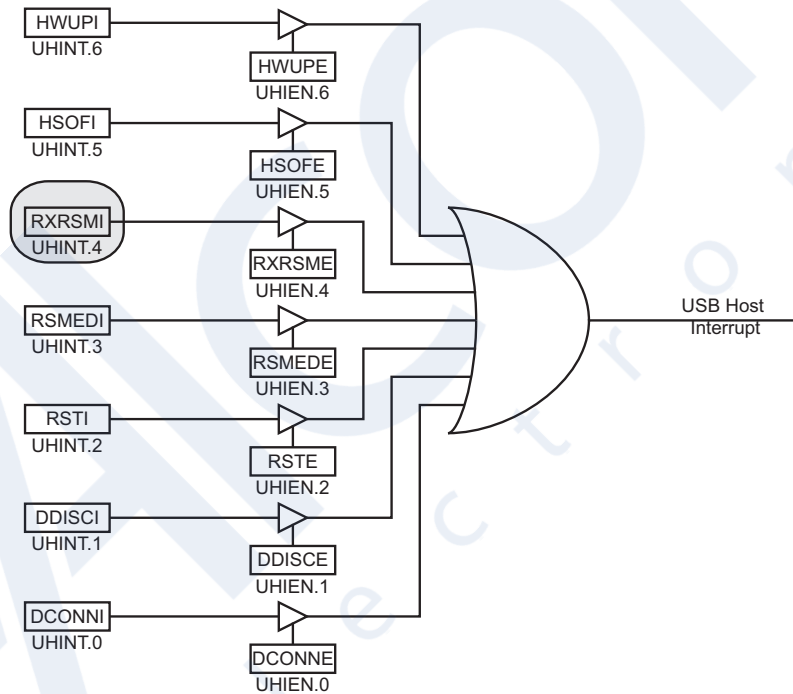 HWUPI
UHINT.6
HWUPE
UHIEN.6
HSOFI
UHINT.5
HSOFE
UHIEN.5
RXRSMI
UHINT.4
RXRSME
UHIEN.4
RSMEDI
UHINT.3
RSMEDE
UHIEN.3
RSTI
UHINT.2
RSTE
UHIEN.2
DDISCI
UHINT.1
DDISCE
UHIEN.1
DCONNI
UHINT.0
DCONNE
UHIEN.0
USB Host
Interrupt